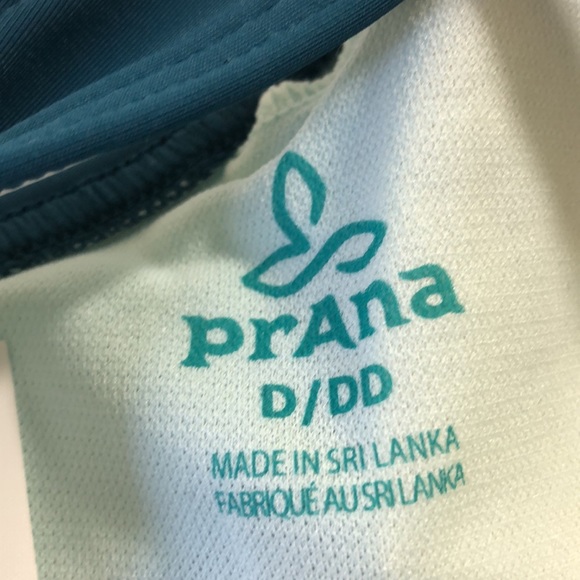 prAna
D/DD
MADE IN SRI LANKA
FABRIQUÉ AU SRI LANKA